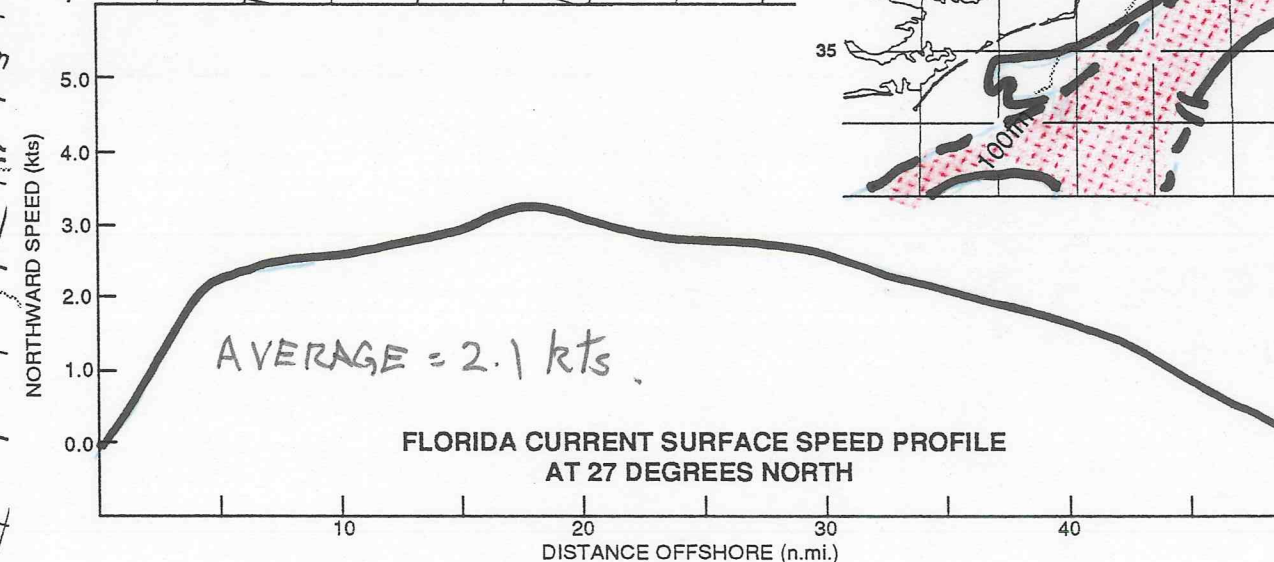 5.0
4.0
3.0
2.0
1.0
0.0
NORTHWARD SPEED (kts)
AVERAGE = 2.1 kts.
FLORIDA CURRENT SURFACE SPEED PROFILE
AT 27 DEGREES NORTH
10
20
30
40
DISTANCE OFFSHORE (n.mi.)
35
100fm